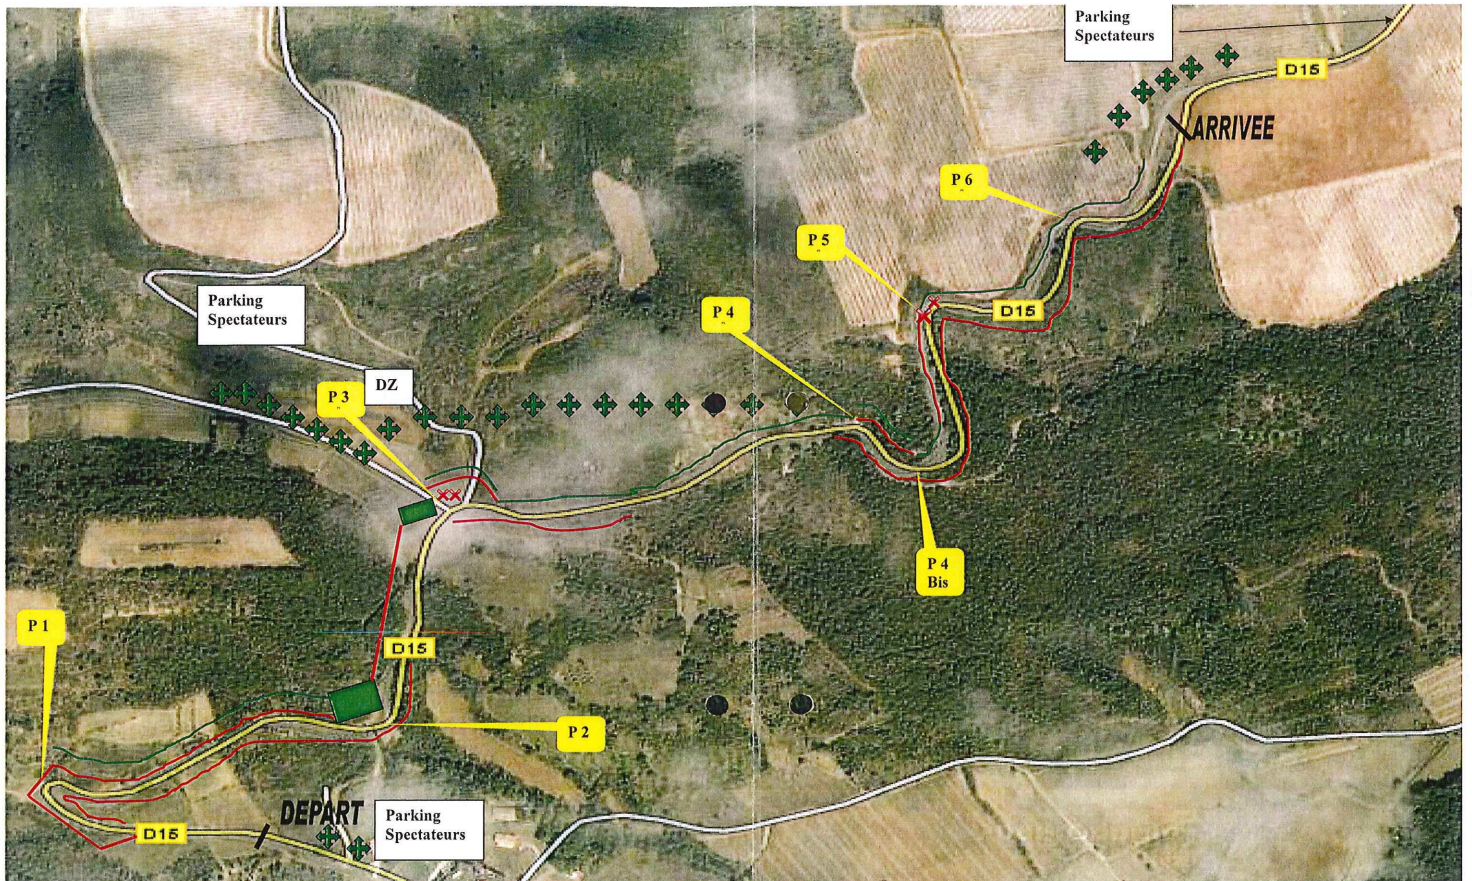 Parking
Spectateurs
D15
ARRIVEE
P 6
P 5
Parking
Spectateurs
P 4
D15
DZ
P 3
P 4
Bis
P 1
D15
P 2
DEPART
Parking
Spectateurs
D15